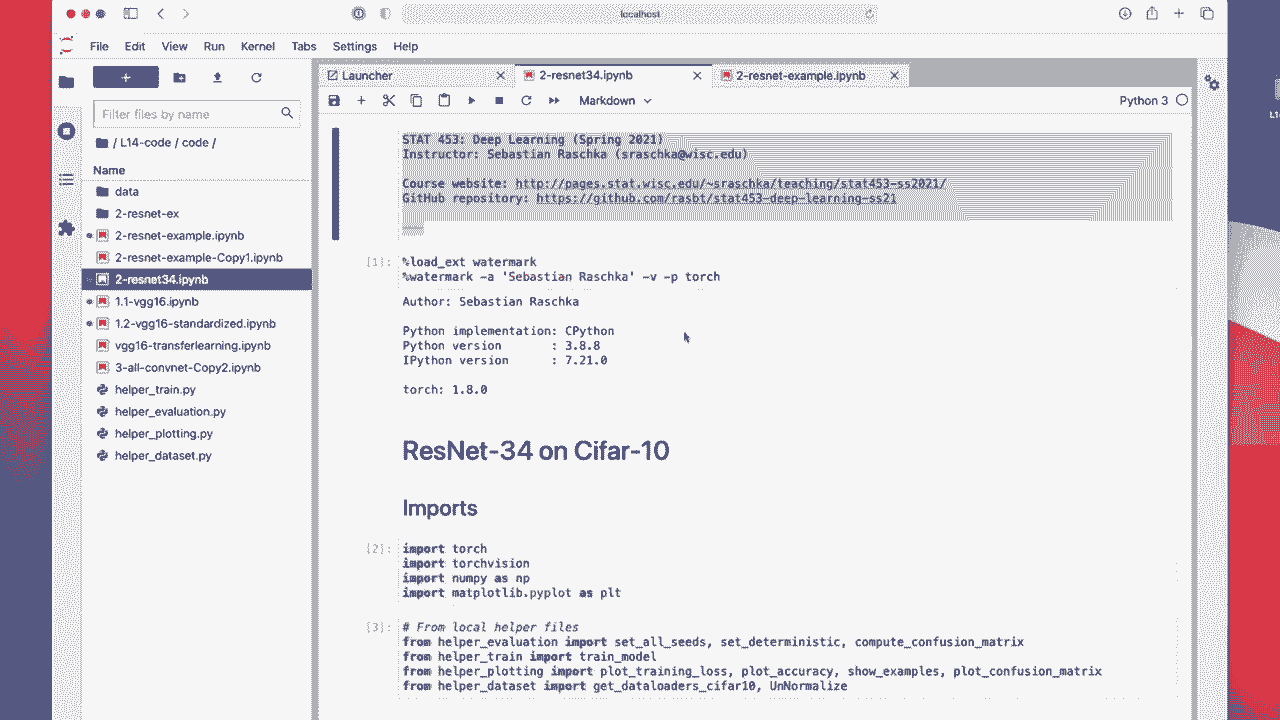 localhost
File Edit View Run Kernel Tabs Settings Help
Launcher
2-resnet34.ipynb
2-resnet-example.ipynb
Markdown
Python 3
Filter files by name
/ L14-code / code /
Name
data
2-resnet-ex
2-resnet-example.ipynb
2-resnet-example-Copy1.ipynb
2-resnet34.ipynb
1.1-vgg16.ipynb
1.2-vgg16-standardized.ipynb
vgg16-transferlearning.ipynb
3-all-convnet-Copy2.ipynb
helper_train.py
helper_evaluation.py
helper_plotting.py
helper_dataset.py
STAT 453: Deep Learning (Spring 2021)
Instructor: Sebastian Raschka (sraschka@wisc.edu)
Course website: http://pages.stat.wisc.edu/~sraschka/teaching/stat453-ss2021/
GitHub repository: https://github.com/rasbt/stat453-deep-learning-ss21
[1]: %load_ext watermark
%watermark -a 'Sebastian Raschka' -v -p torch
Author: Sebastian Raschka
Python implementation: CPython
Python version : 3.8.8
IPython version : 7.21.0
torch: 1.8.0
ResNet-34 on Cifar-10
Imports
[2]: import torch
import torchvision
import numpy as np
import matplotlib.pyplot as plt
[3]: # From local helper files
from helper_evaluation import set_all_seeds, set_deterministic, compute_confusion_matrix
from helper_train import train_model
from helper_plotting import plot_training_loss, plot_accuracy, show_examples, plot_confusion_matrix
from helper_dataset import get_dataloaders_cifar10, UnNormalize